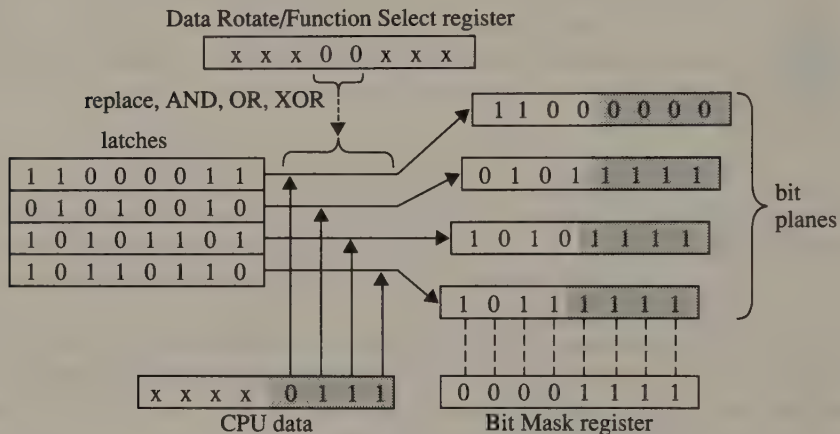 Data Rotate/Function Select register
x x x 0 0 x x x
replace, AND, OR, XOR
latches
1 1 0 0 0 0 1 1
0 1 0 1 0 0 1 0
1 0 1 0 1 1 0 1
1 0 1 1 0 1 1 0
1 1 0 0 0 0 0 0
0 1 0 1 1 1 1 1
1 0 1 0 1 1 1 1
1 0 1 1 1 1 1 1
bit
planes
x x x x 0 1 1 1
CPU data
0 0 0 0 1 1 1 1
Bit Mask register